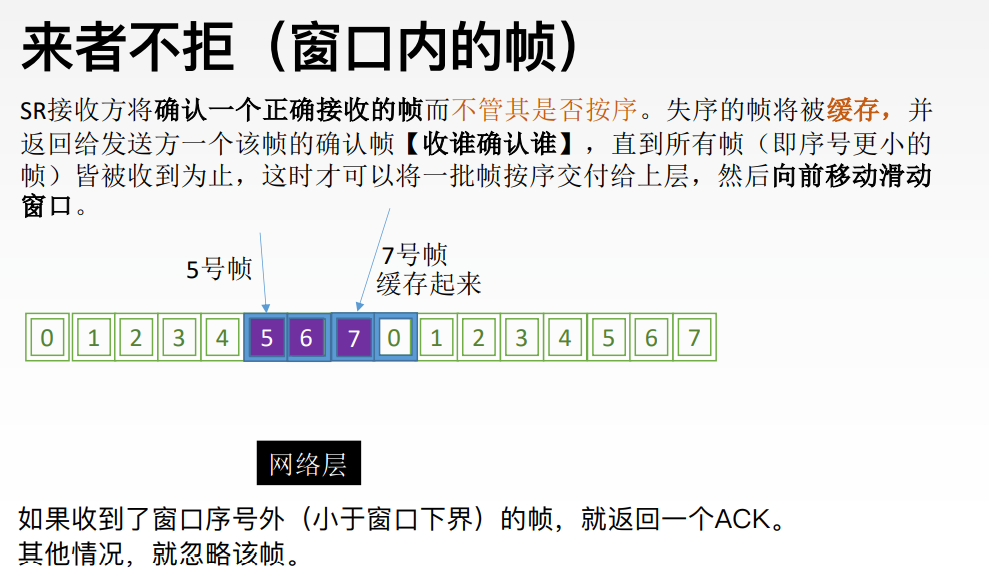 来者不拒（窗口内的帧）
SR接收方将确认一个正确接收的帧而不管其是否按序。失序的帧将被缓存，并
返回给发送方一个该帧的确认帧【收谁确认谁】，直到所有帧（即序号更小的
帧）皆被收到为止，这时才可以将一批帧按序交付给上层，然后向前移动滑动
窗口。
5号帧
7号帧
缓存起来
0 1 2 3 4 5 6 7 0 1 2 3 4 5 6 7
网络层
如果收到了窗口序号外（小于窗口下界）的帧，就返回一个ACK。
其他情况，就忽略该帧。